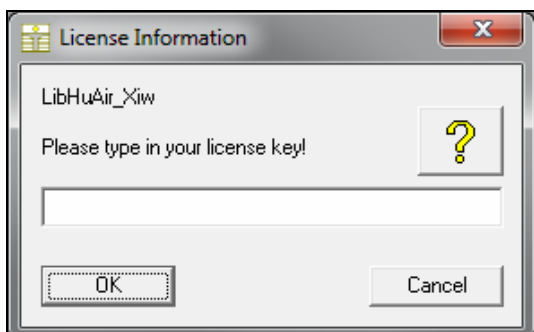 License Information
LibHuAir_Xiw
Please type in your license key!
?
OK
Cancel